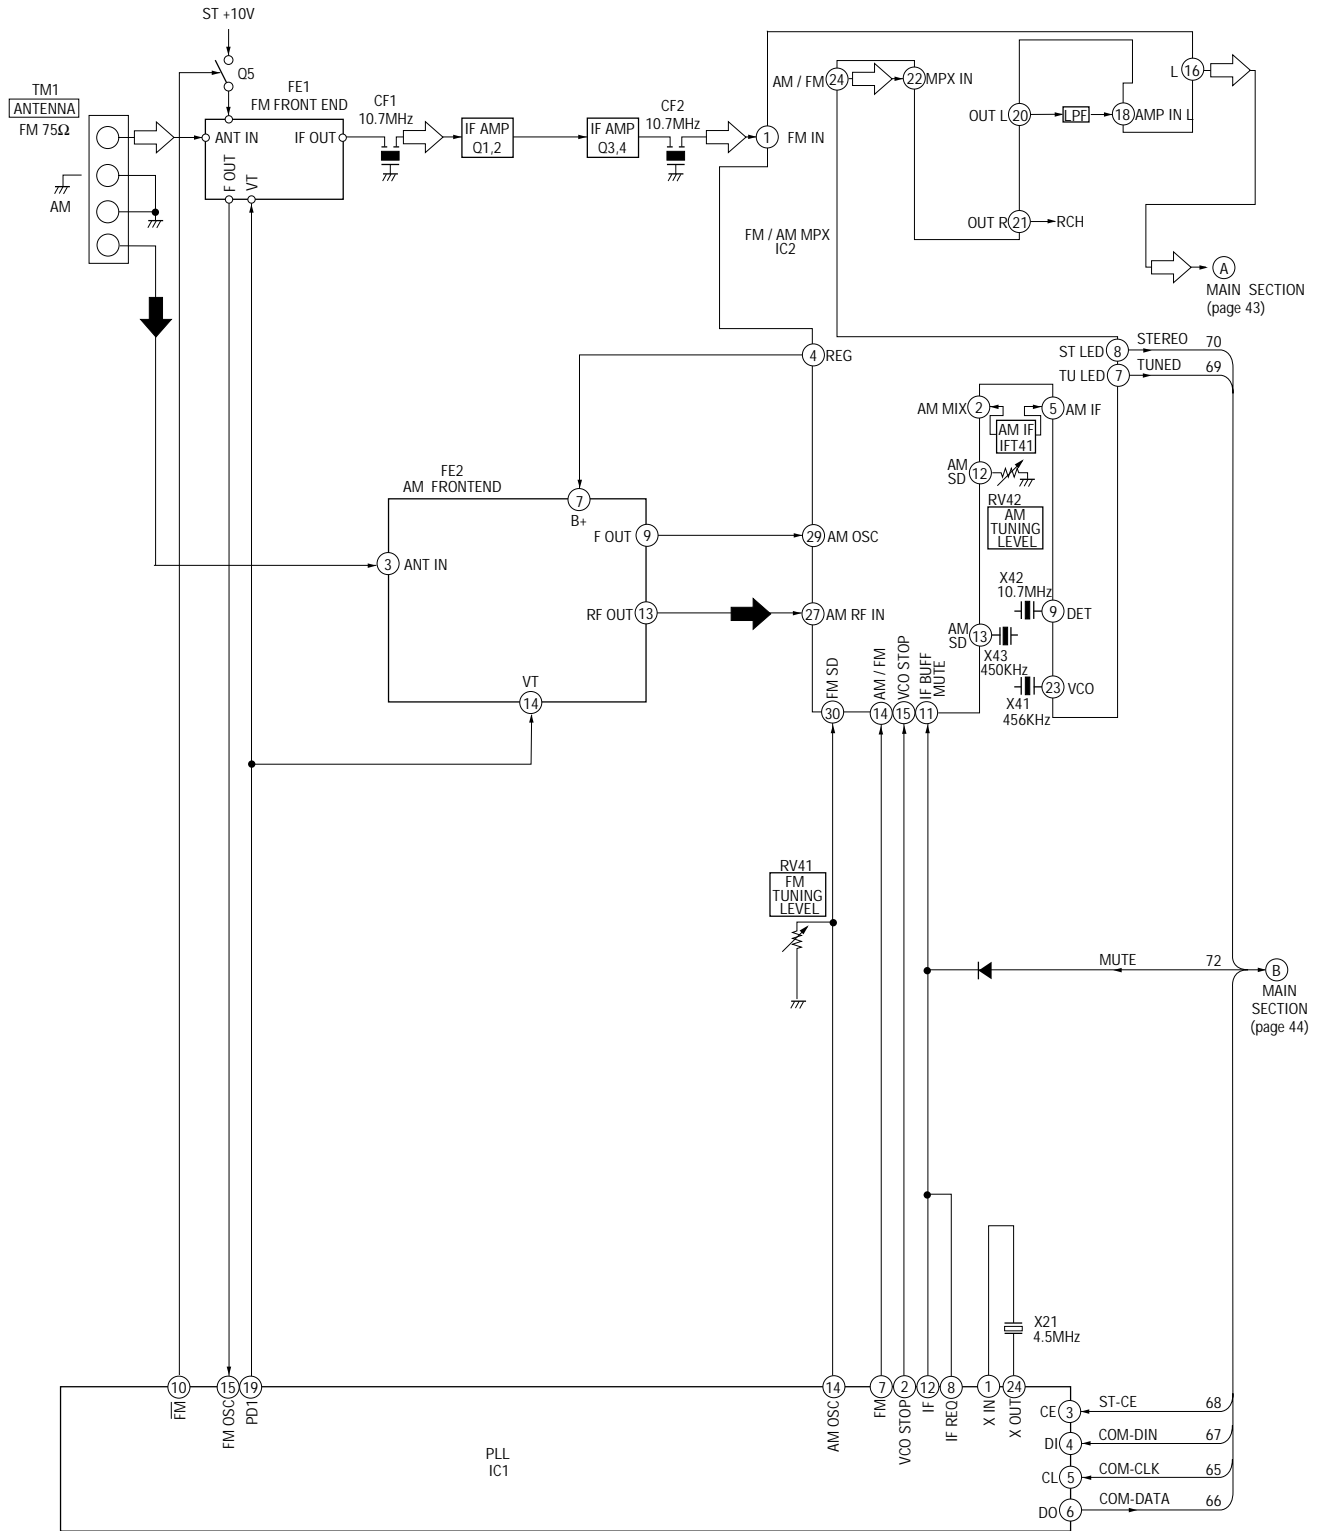 ST +10V
Q5
TM1
ANTENNA
FM 75Ω
AM
FE1
FM FRONT END
ANT IN
IF OUT
F OUT
VT
CF1
10.7MHz
IF AMP
Q1,2
IF AMP
Q3,4
CF2
10.7MHz
1
FM IN
AM / FM
24
22
MPX IN
OUT L
20
LPF
18
AMP IN L
L
16
OUT R
21
RCH
FM / AM MPX
IC2
A
MAIN SECTION
(page 43)
4
REG
ST LED
8
STEREO
70
TU LED
7
TUNED
69
AM MIX
2
5
AM IF
AM IF
IFT41
AM
SD
12
RV42
AM
TUNING
LEVEL
FE2
AM FRONTEND
7
B+
F OUT
9
29
AM OSC
3
ANT IN
RF OUT
13
27
AM RF IN
X42
10.7MHz
9
DET
AM
SD
13
X43
450KHz
23
VCO
X41
456KHz
VT
14
FM SD
AM / FM
VCO STOP
IF BUFF
MUTE
30
14
15
11
RV41
FM
TUNING
LEVEL
MUTE
72
B
MAIN
SECTION
(page 44)
X21
4.5MHz
10
15
19
14
7
2
12
8
1
24
FM
FM OSC
PD1
AM OSC
FM
VCO STOP
IF
IF REQ
X IN
X OUT
PLL
IC1
CE
3
ST-CE
68
DI
4
COM-DIN
67
CL
5
COM-CLK
65
DO
6
COM-DATA
66